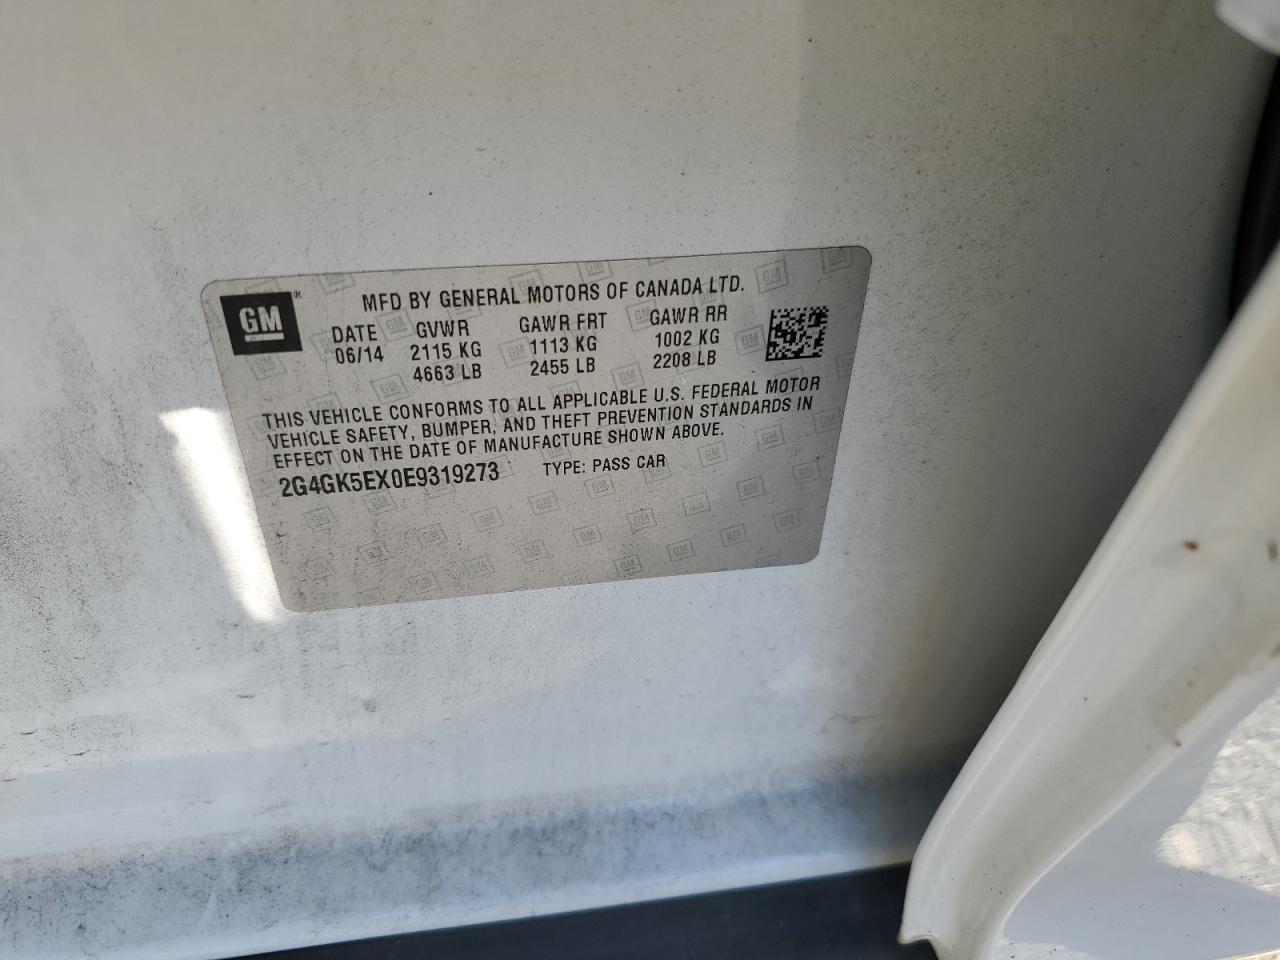 GM®
MFD BY GENERAL MOTORS OF CANADA LTD.
DATE GVWR GAWR FRT GAWR RR
06/14 2115 KG 1113 KG 1002 KG
4663 LB 2455 LB 2208 LB
THIS VEHICLE CONFORMS TO ALL APPLICABLE U.S. FEDERAL MOTOR
VEHICLE SAFETY, BUMPER, AND THEFT PREVENTION STANDARDS IN
EFFECT ON THE DATE OF MANUFACTURE SHOWN ABOVE.
2G4GK5EX0E9319273 TYPE: PASS CAR